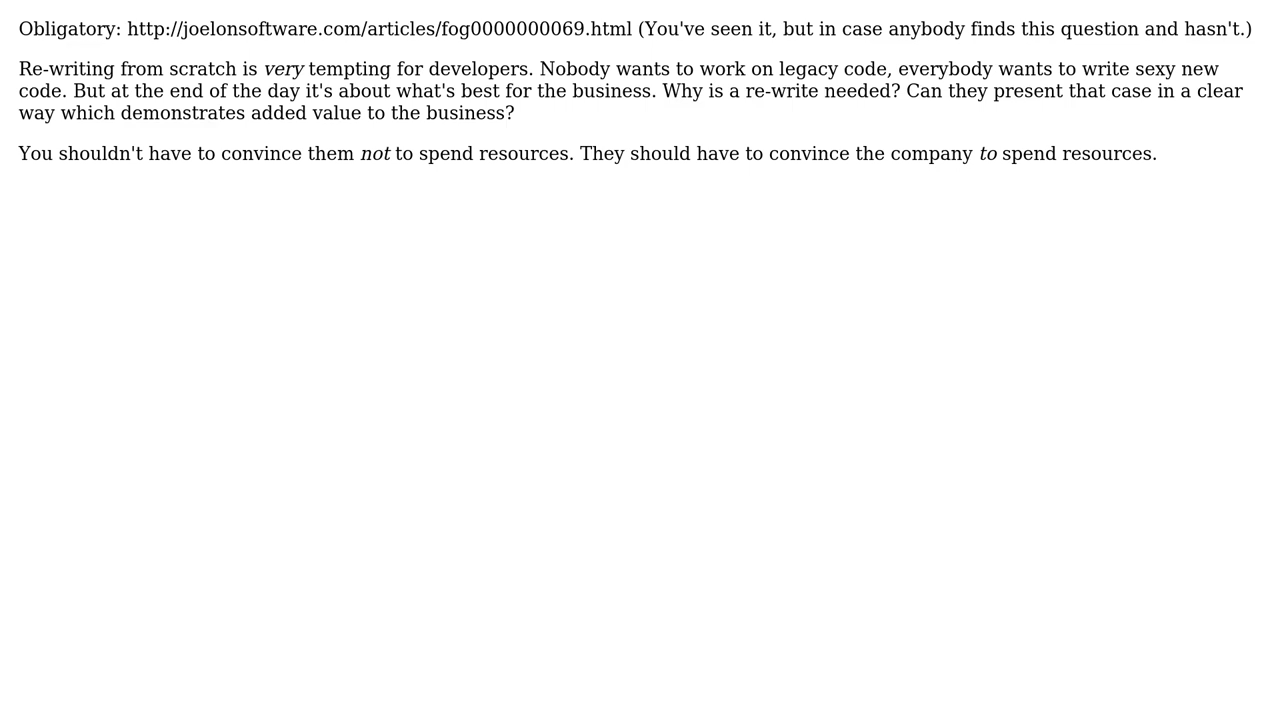 Obligatory: http://joelonsoftware.com/articles/fog0000000069.html (You've seen it, but in case anybody finds this question and hasn't.)
Re-writing from scratch is very tempting for developers. Nobody wants to work on legacy code, everybody wants to write sexy new
code. But at the end of the day it's about what's best for the business. Why is a re-write needed? Can they present that case in a clear
way which demonstrates added value to the business?
You shouldn't have to convince them not to spend resources. They should have to convince the company to spend resources.